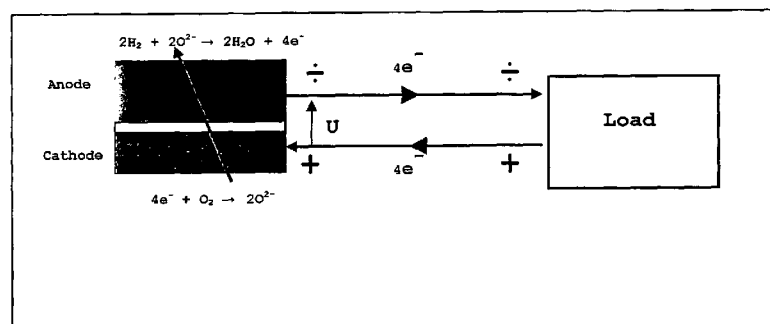 2H₂ + 2O²⁻ → 2H₂O + 4e⁻
Anode
÷ 4e⁻ ÷
Load
U
Cathode
+ 4e⁻ +
4e⁻ + O₂ → 2O²⁻